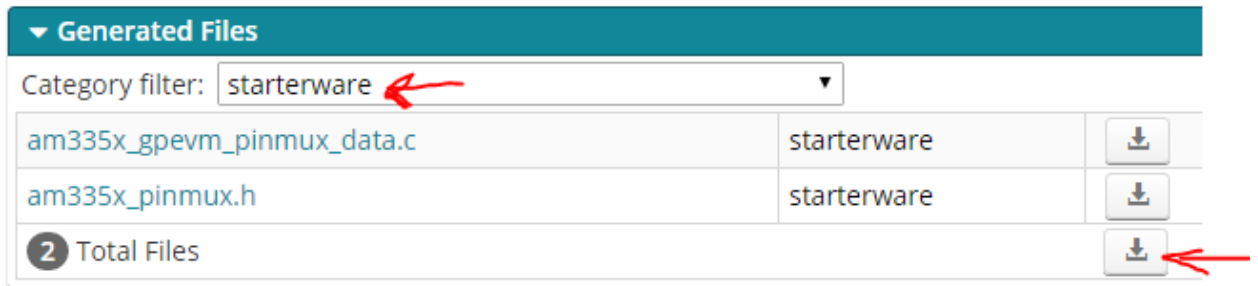 Generated Files
Category filter: starterware
am335x_gpevm_pinmux_data.c starterware
am335x_pinmux.h starterware
2 Total Files